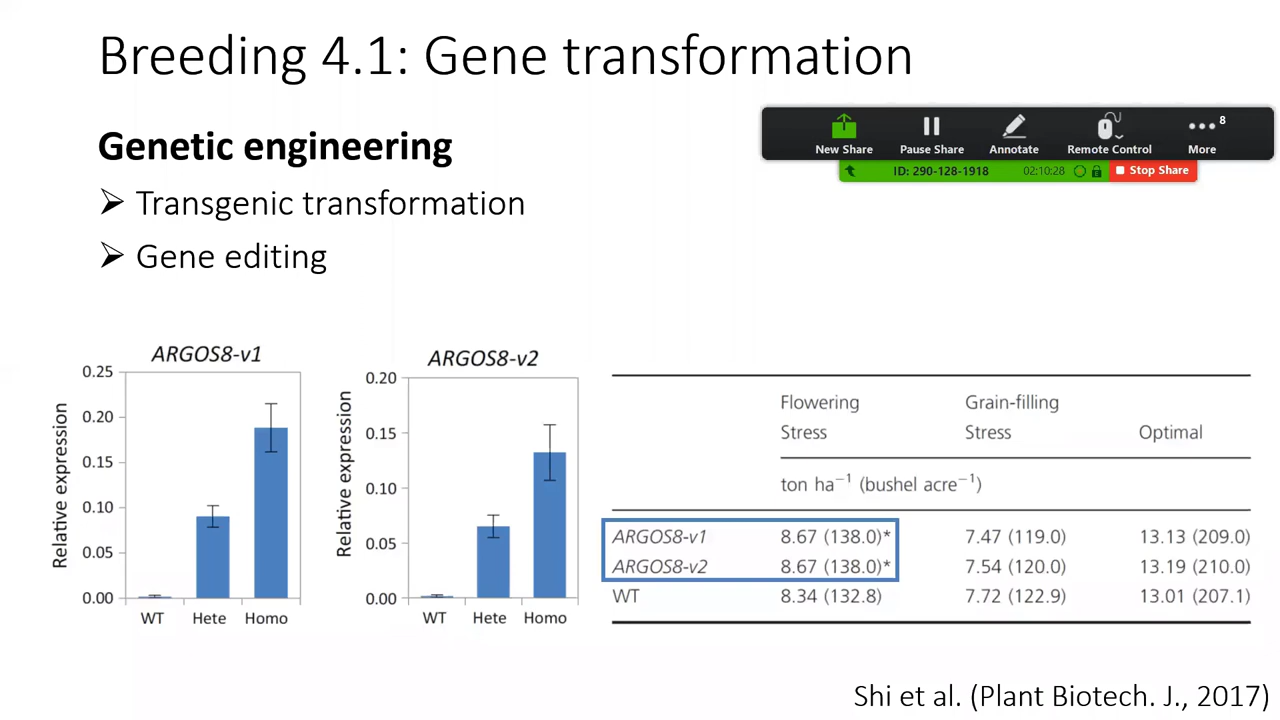 Breeding 4.1: Gene transformation
Genetic engineering
New Share Pause Share Annotate Remote Control More 8
ID: 290-128-1918 02:10:28 Stop Share
Transgenic transformation
Gene editing
ARGOS8-v1
Relative expression
0.25
0.20
0.15
0.10
0.05
0.00
WT Hete Homo
ARGOS8-v2
Relative expression
0.20
0.15
0.10
0.05
0.00
WT Hete Homo
Flowering Grain-filling
Stress Stress Optimal
ton ha⁻¹ (bushel acre⁻¹)
ARGOS8-v1 8.67 (138.0)* 7.47 (119.0) 13.13 (209.0)
ARGOS8-v2 8.67 (138.0)* 7.54 (120.0) 13.19 (210.0)
WT 8.34 (132.8) 7.72 (122.9) 13.01 (207.1)
Shi et al. (Plant Biotech. J., 2017)